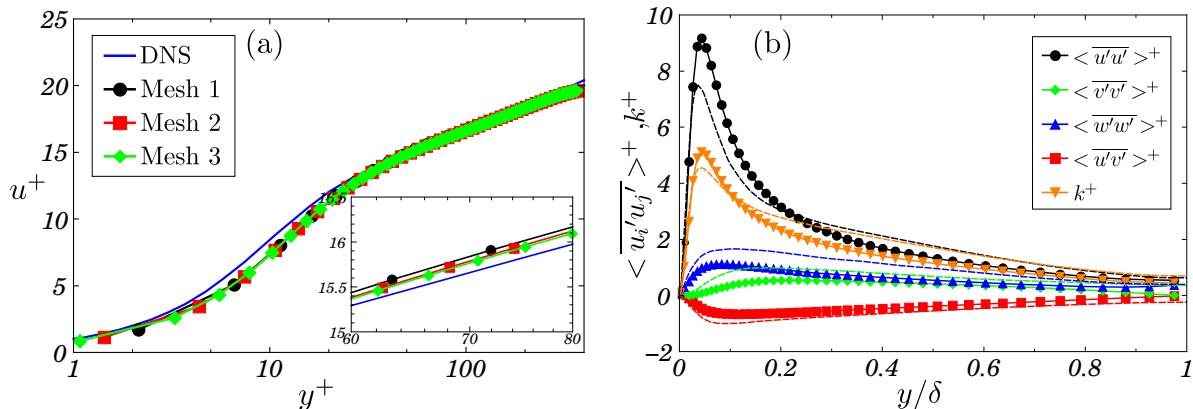 (a)
DNS
Mesh 1
Mesh 2
Mesh 3
25
20
15
10
5
0
u⁺
1
10
100
y⁺
16.5
16
15.5
15
60
70
80
(b)
< u'u' >⁺
< v'v' >⁺
< w'w' >⁺
< u'v' >⁺
k⁺
10
8
6
4
2
0
−2
< uᵢ'uⱼ' >⁺, k⁺
0
0.2
0.4
0.6
0.8
1
y/δ